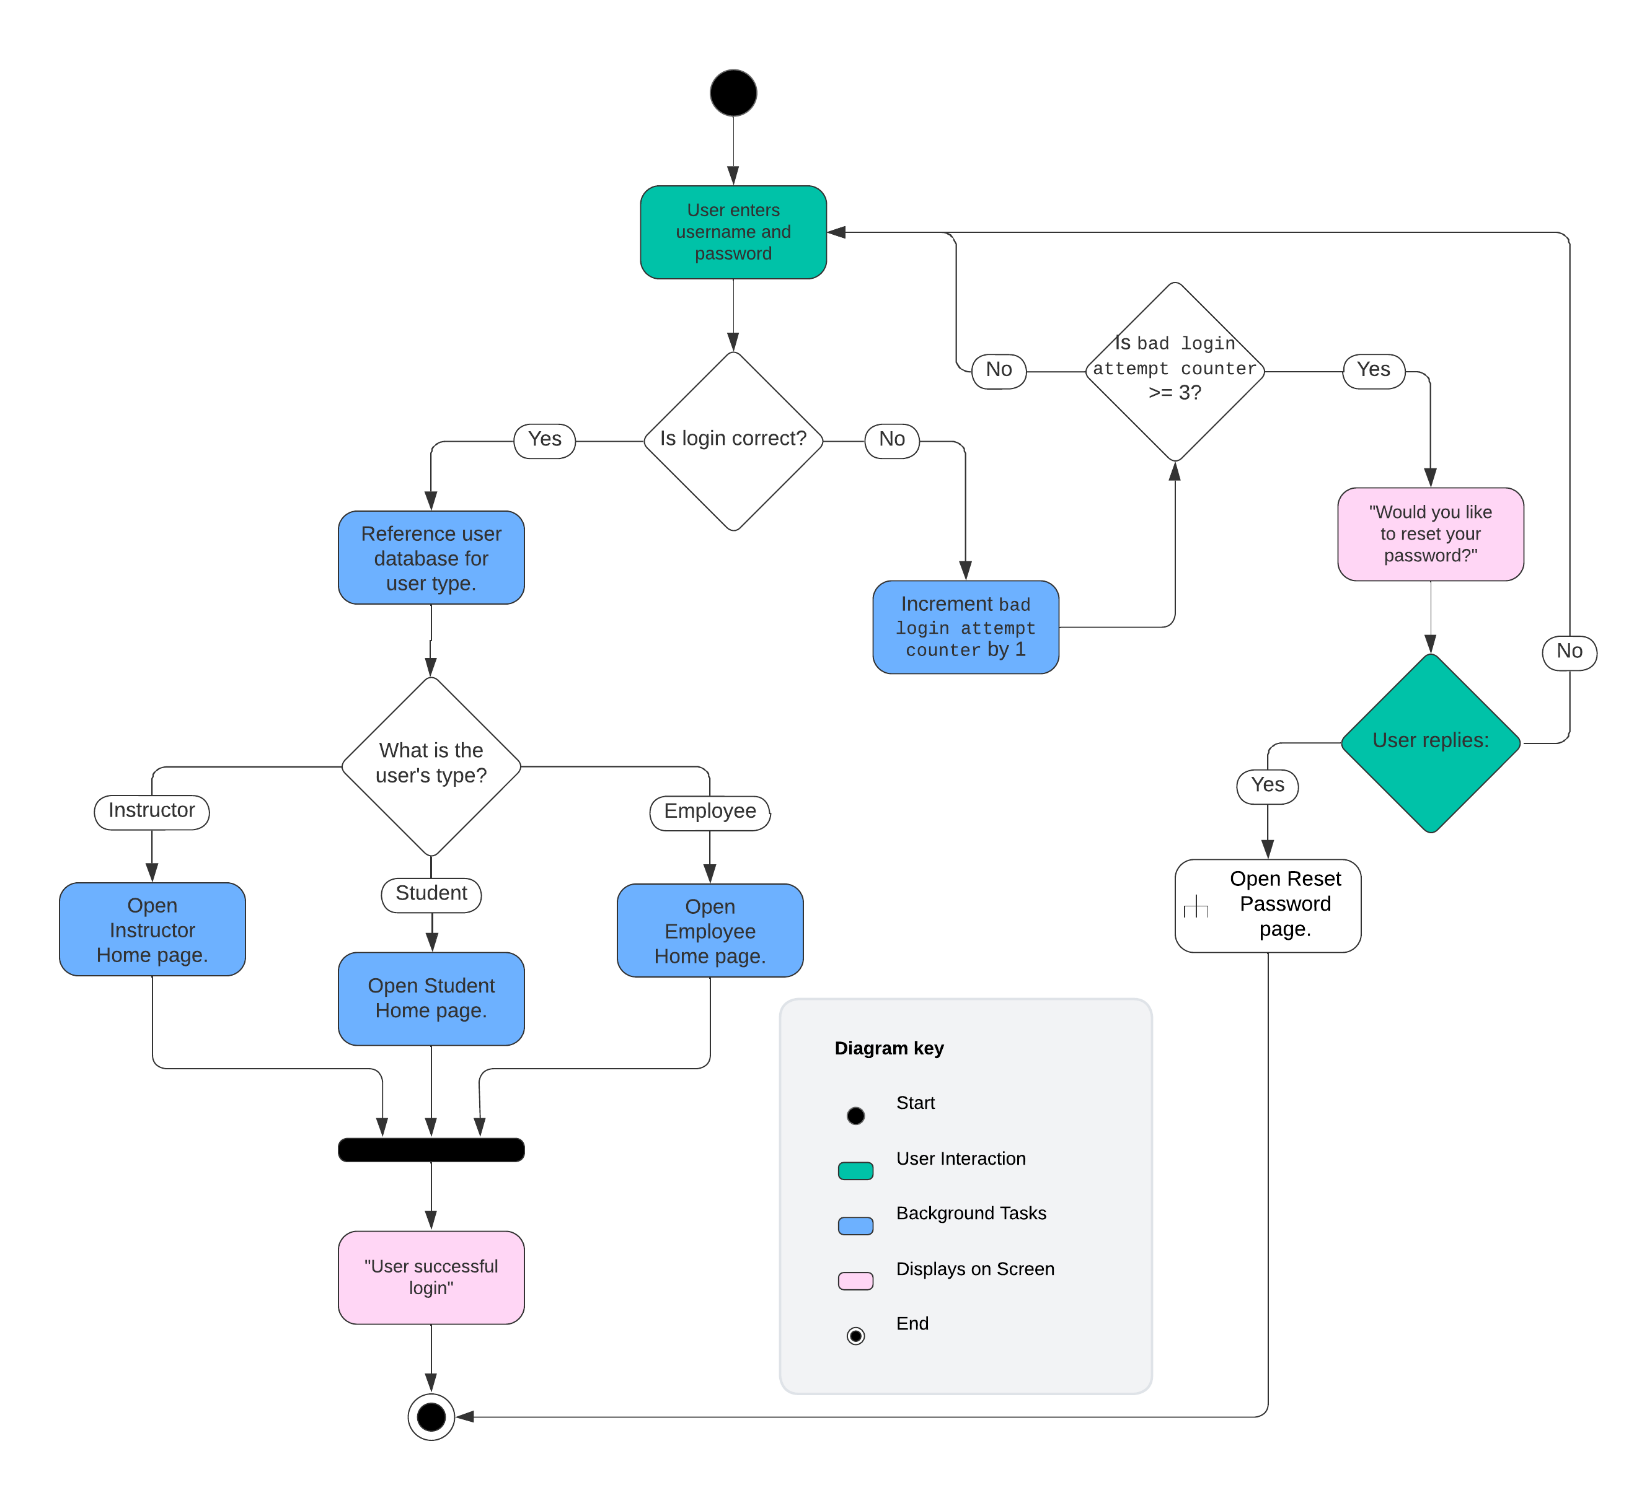 User enters
username and
password
Is bad login
attempt counter
>= 3?
No
Yes
Yes
Is login correct?
No
"Would you like
to reset your
password?"
Reference user
database for
user type.
Increment bad
login attempt
counter by 1
No
User replies:
Yes
What is the
user's type?
Instructor
Employee
Student
Open
Instructor
Home page.
Open
Employee
Home page.
Open Reset
Password
page.
Open Student
Home page.
Diagram key
Start
User Interaction
Background Tasks
Displays on Screen
End
"User successful
login"